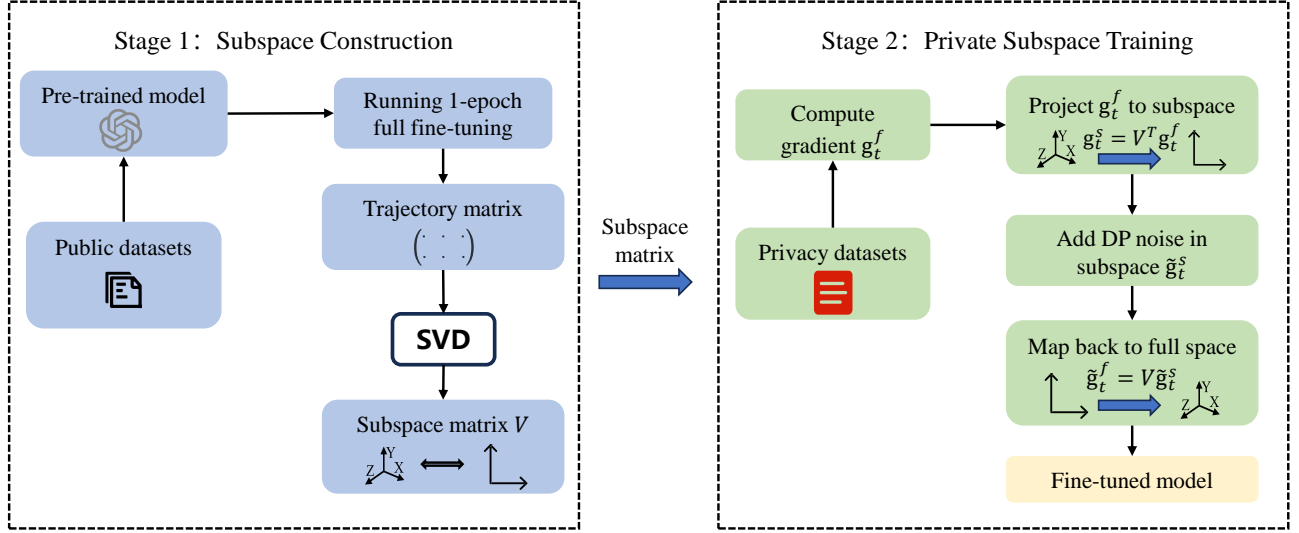 Stage 1：Subspace Construction
Pre-trained model
Running 1-epoch
full fine-tuning
Public datasets
Trajectory matrix
(· · ·
· · ·)
SVD
Subspace matrix V
Z Y X
Subspace
matrix
Stage 2：Private Subspace Training
Compute
gradient g_t^f
Privacy datasets
Project g_t^f to subspace
Z Y X
g_t^s = V^T g_t^f
Add DP noise in
subspace g̃_t^s
Map back to full space
g̃_t^f = Vg̃_t^s
Z Y X
Fine-tuned model